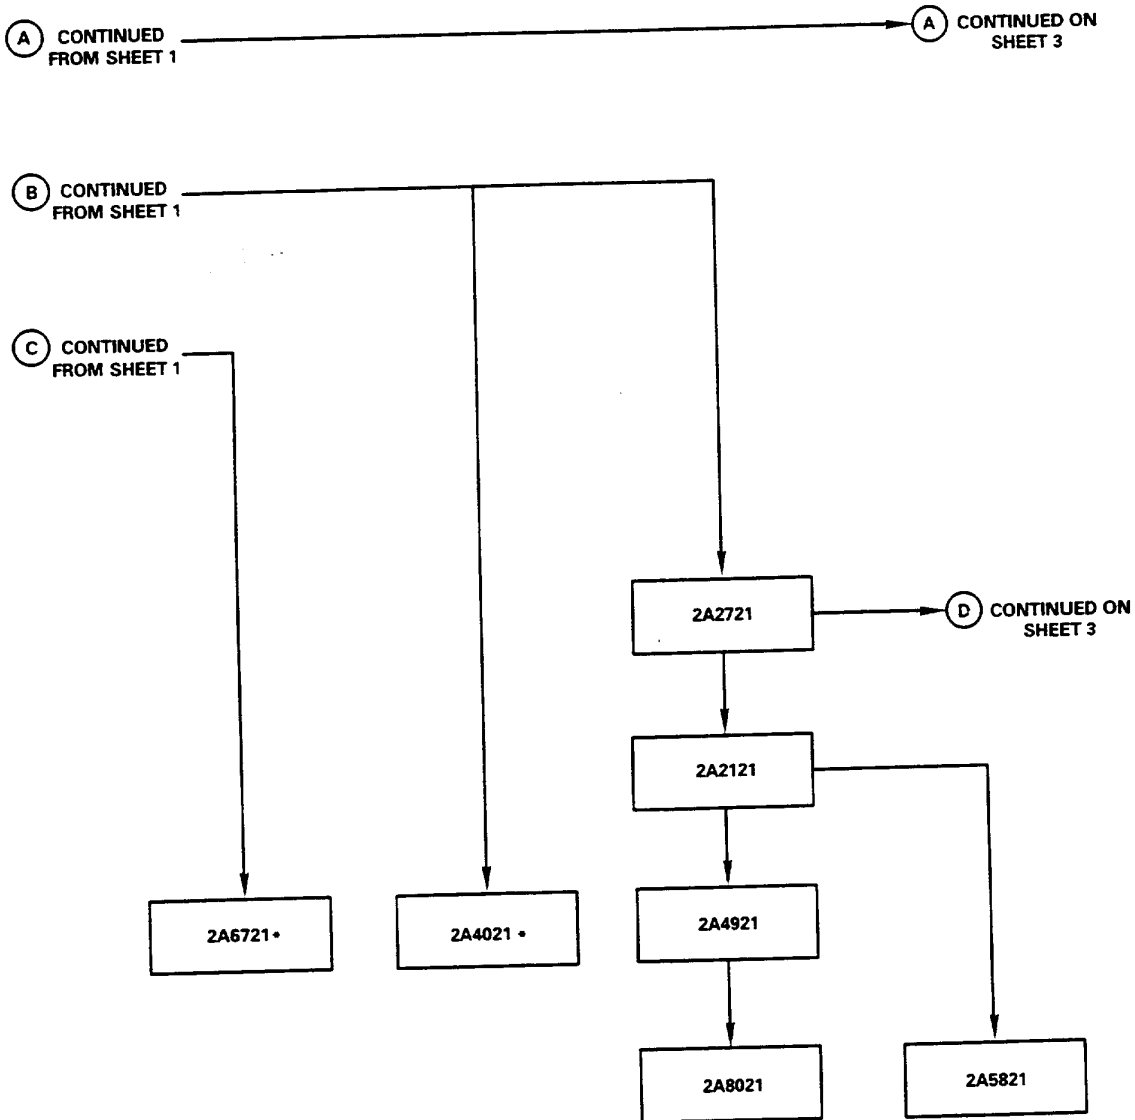 A CONTINUED
FROM SHEET 1
A CONTINUED ON
SHEET 3
B CONTINUED
FROM SHEET 1
C CONTINUED
FROM SHEET 1
2A2721
D CONTINUED ON
SHEET 3
2A2121
2A6721*
2A4021*
2A4921
2A8021
2A5821